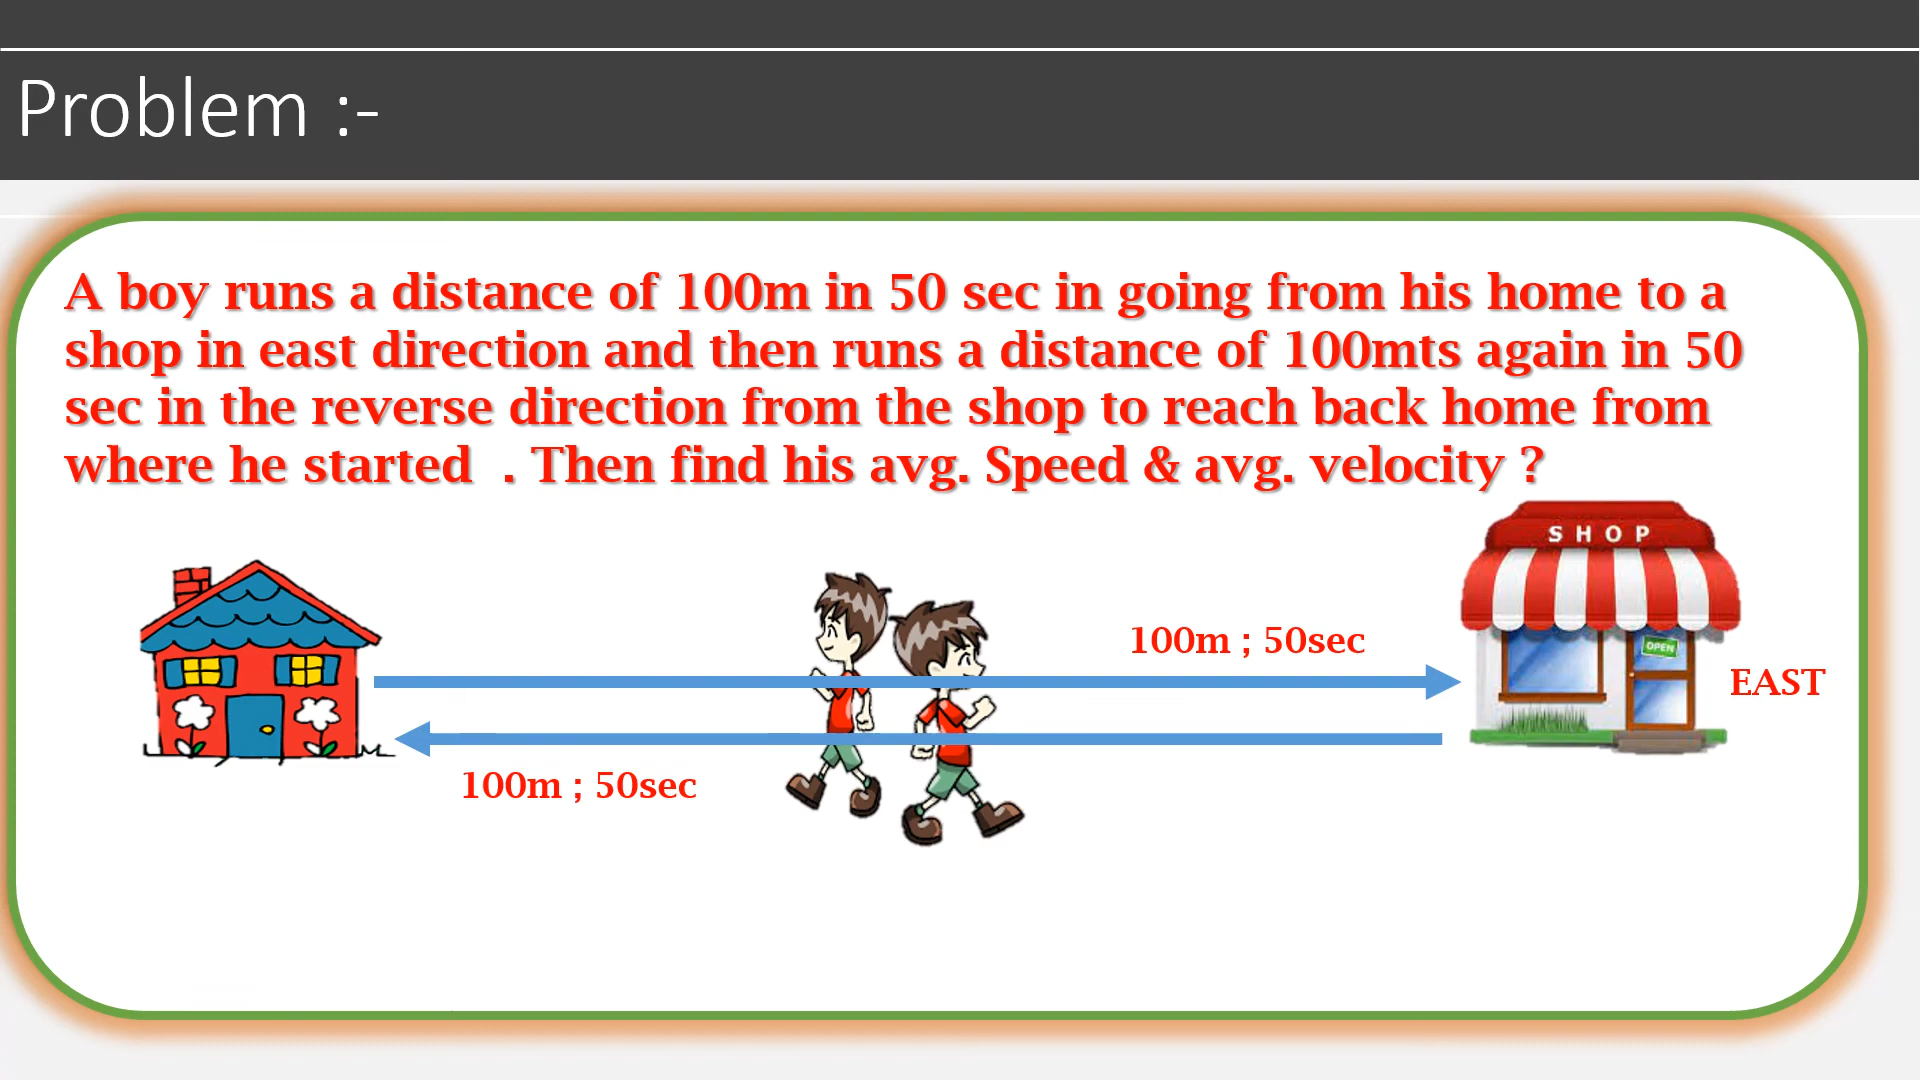 Problem :-
A boy runs a distance of 100m in 50 sec in going from his home to a
shop in east direction and then runs a distance of 100mts again in 50
sec in the reverse direction from the shop to reach back home from
where he started . Then find his avg. Speed & avg. velocity ?
SHOP
100m ; 50sec
OPEN
EAST
100m ; 50sec